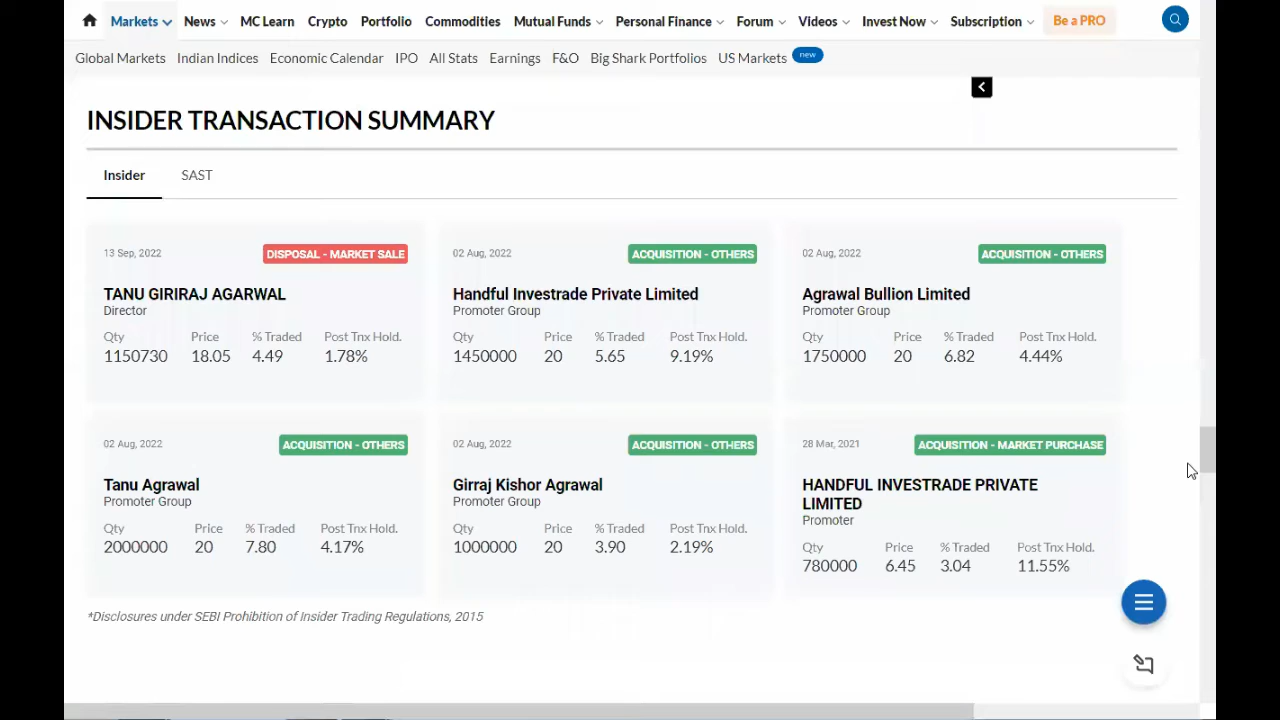 Markets News MC Learn Crypto Portfolio Commodities Mutual Funds Personal Finance Forum Videos Invest Now Subscription Be a PRO
Global Markets Indian Indices Economic Calendar IPO All Stats Earnings F&O Big Shark Portfolios US Markets new
INSIDER TRANSACTION SUMMARY
Insider SAST
13 Sep, 2022 DISPOSAL - MARKET SALE
TANU GIRIRAJ AGARWAL
Director
Qty Price % Traded Post Tnx Hold.
1150730 18.05 4.49 1.78%
02 Aug, 2022 ACQUISITION - OTHERS
Handful Investrade Private Limited
Promoter Group
Qty Price % Traded Post Tnx Hold.
1450000 20 5.65 9.19%
02 Aug, 2022 ACQUISITION - OTHERS
Agrawal Bullion Limited
Promoter Group
Qty Price % Traded Post Tnx Hold.
1750000 20 6.82 4.44%
02 Aug, 2022 ACQUISITION - OTHERS
Tanu Agrawal
Promoter Group
Qty Price % Traded Post Tnx Hold.
2000000 20 7.80 4.17%
02 Aug, 2022 ACQUISITION - OTHERS
Girraj Kishor Agrawal
Promoter Group
Qty Price % Traded Post Tnx Hold.
1000000 20 3.90 2.19%
28 Mar, 2021 ACQUISITION - MARKET PURCHASE
HANDFUL INVESTRADE PRIVATE
LIMITED
Promoter
Qty Price % Traded Post Tnx Hold.
780000 6.45 3.04 11.55%
*Disclosures under SEBI Prohibition of Insider Trading Regulations, 2015